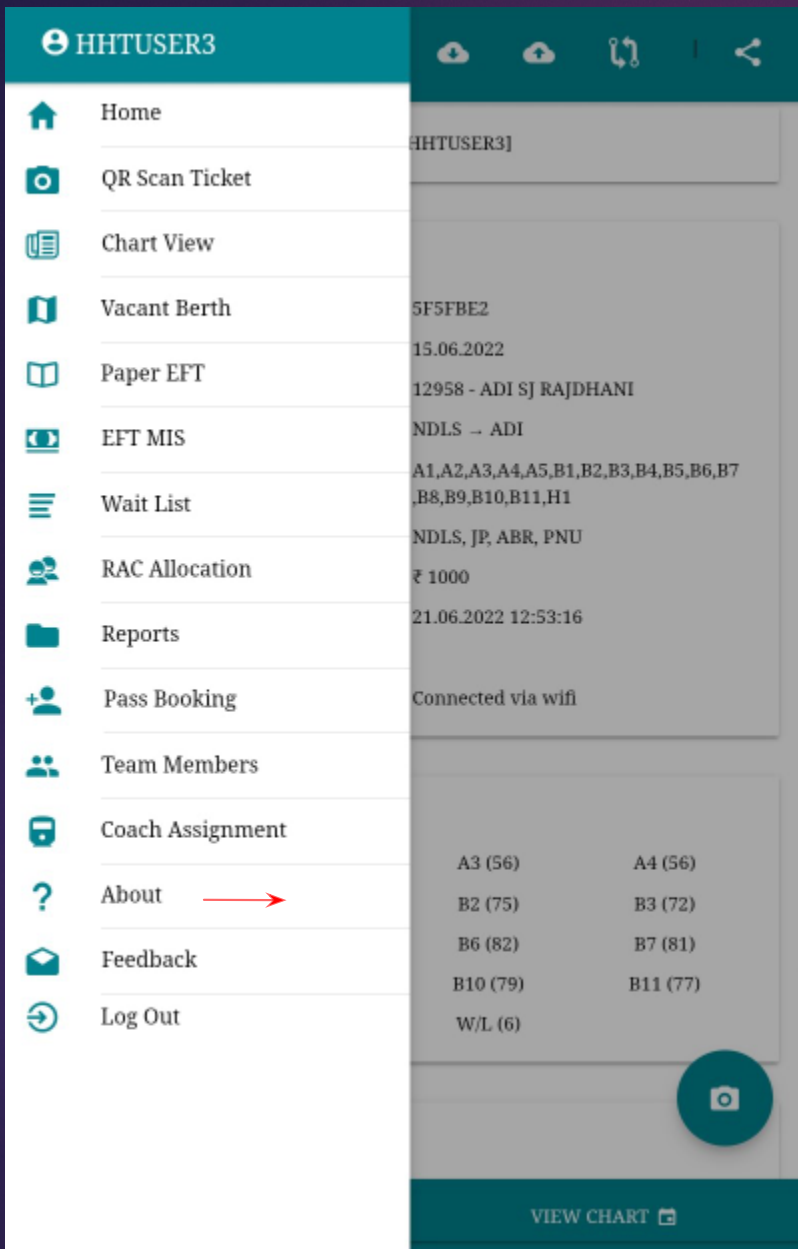 HHTUSER3
Home
QR Scan Ticket
Chart View
Vacant Berth
Paper EFT
EFT MIS
Wait List
RAC Allocation
Reports
Pass Booking
Team Members
Coach Assignment
About
Feedback
Log Out
HHTUSER3]
5F5FBE2
15.06.2022
12958 - ADI SJ RAJDHANI
NDLS → ADI
A1,A2,A3,A4,A5,B1,B2,B3,B4,B5,B6,B7
,B8,B9,B10,B11,H1
NDLS, JP, ABR, PNU
₹ 1000
21.06.2022 12:53:16
Connected via wifi
A3 (56) A4 (56)
B2 (75) B3 (72)
B6 (82) B7 (81)
B10 (79) B11 (77)
W/L (6)
VIEW CHART